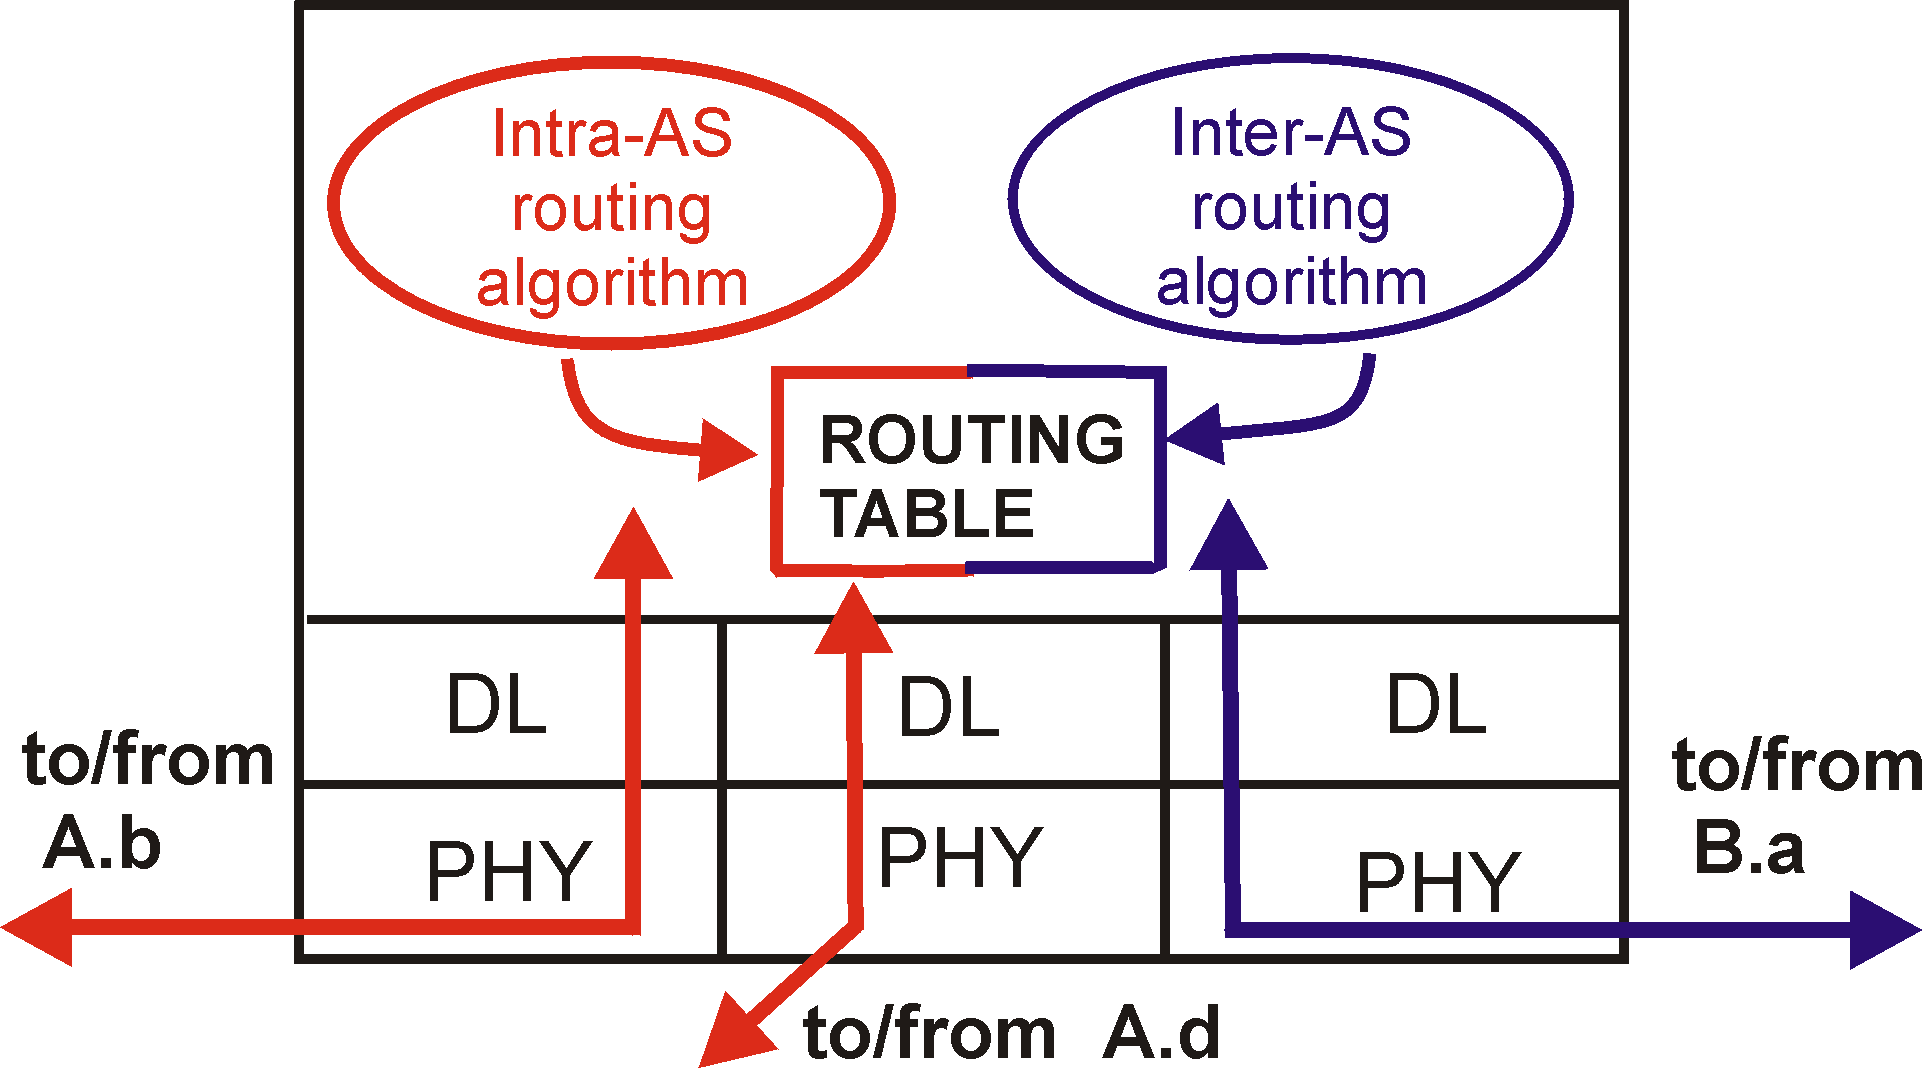 Intra-AS
routing
algorithm
Inter-AS
routing
algorithm
ROUTING
TABLE
DL
DL
DL
to/from
A.b
PHY
PHY
PHY
to/from
B.a
to/from A.d